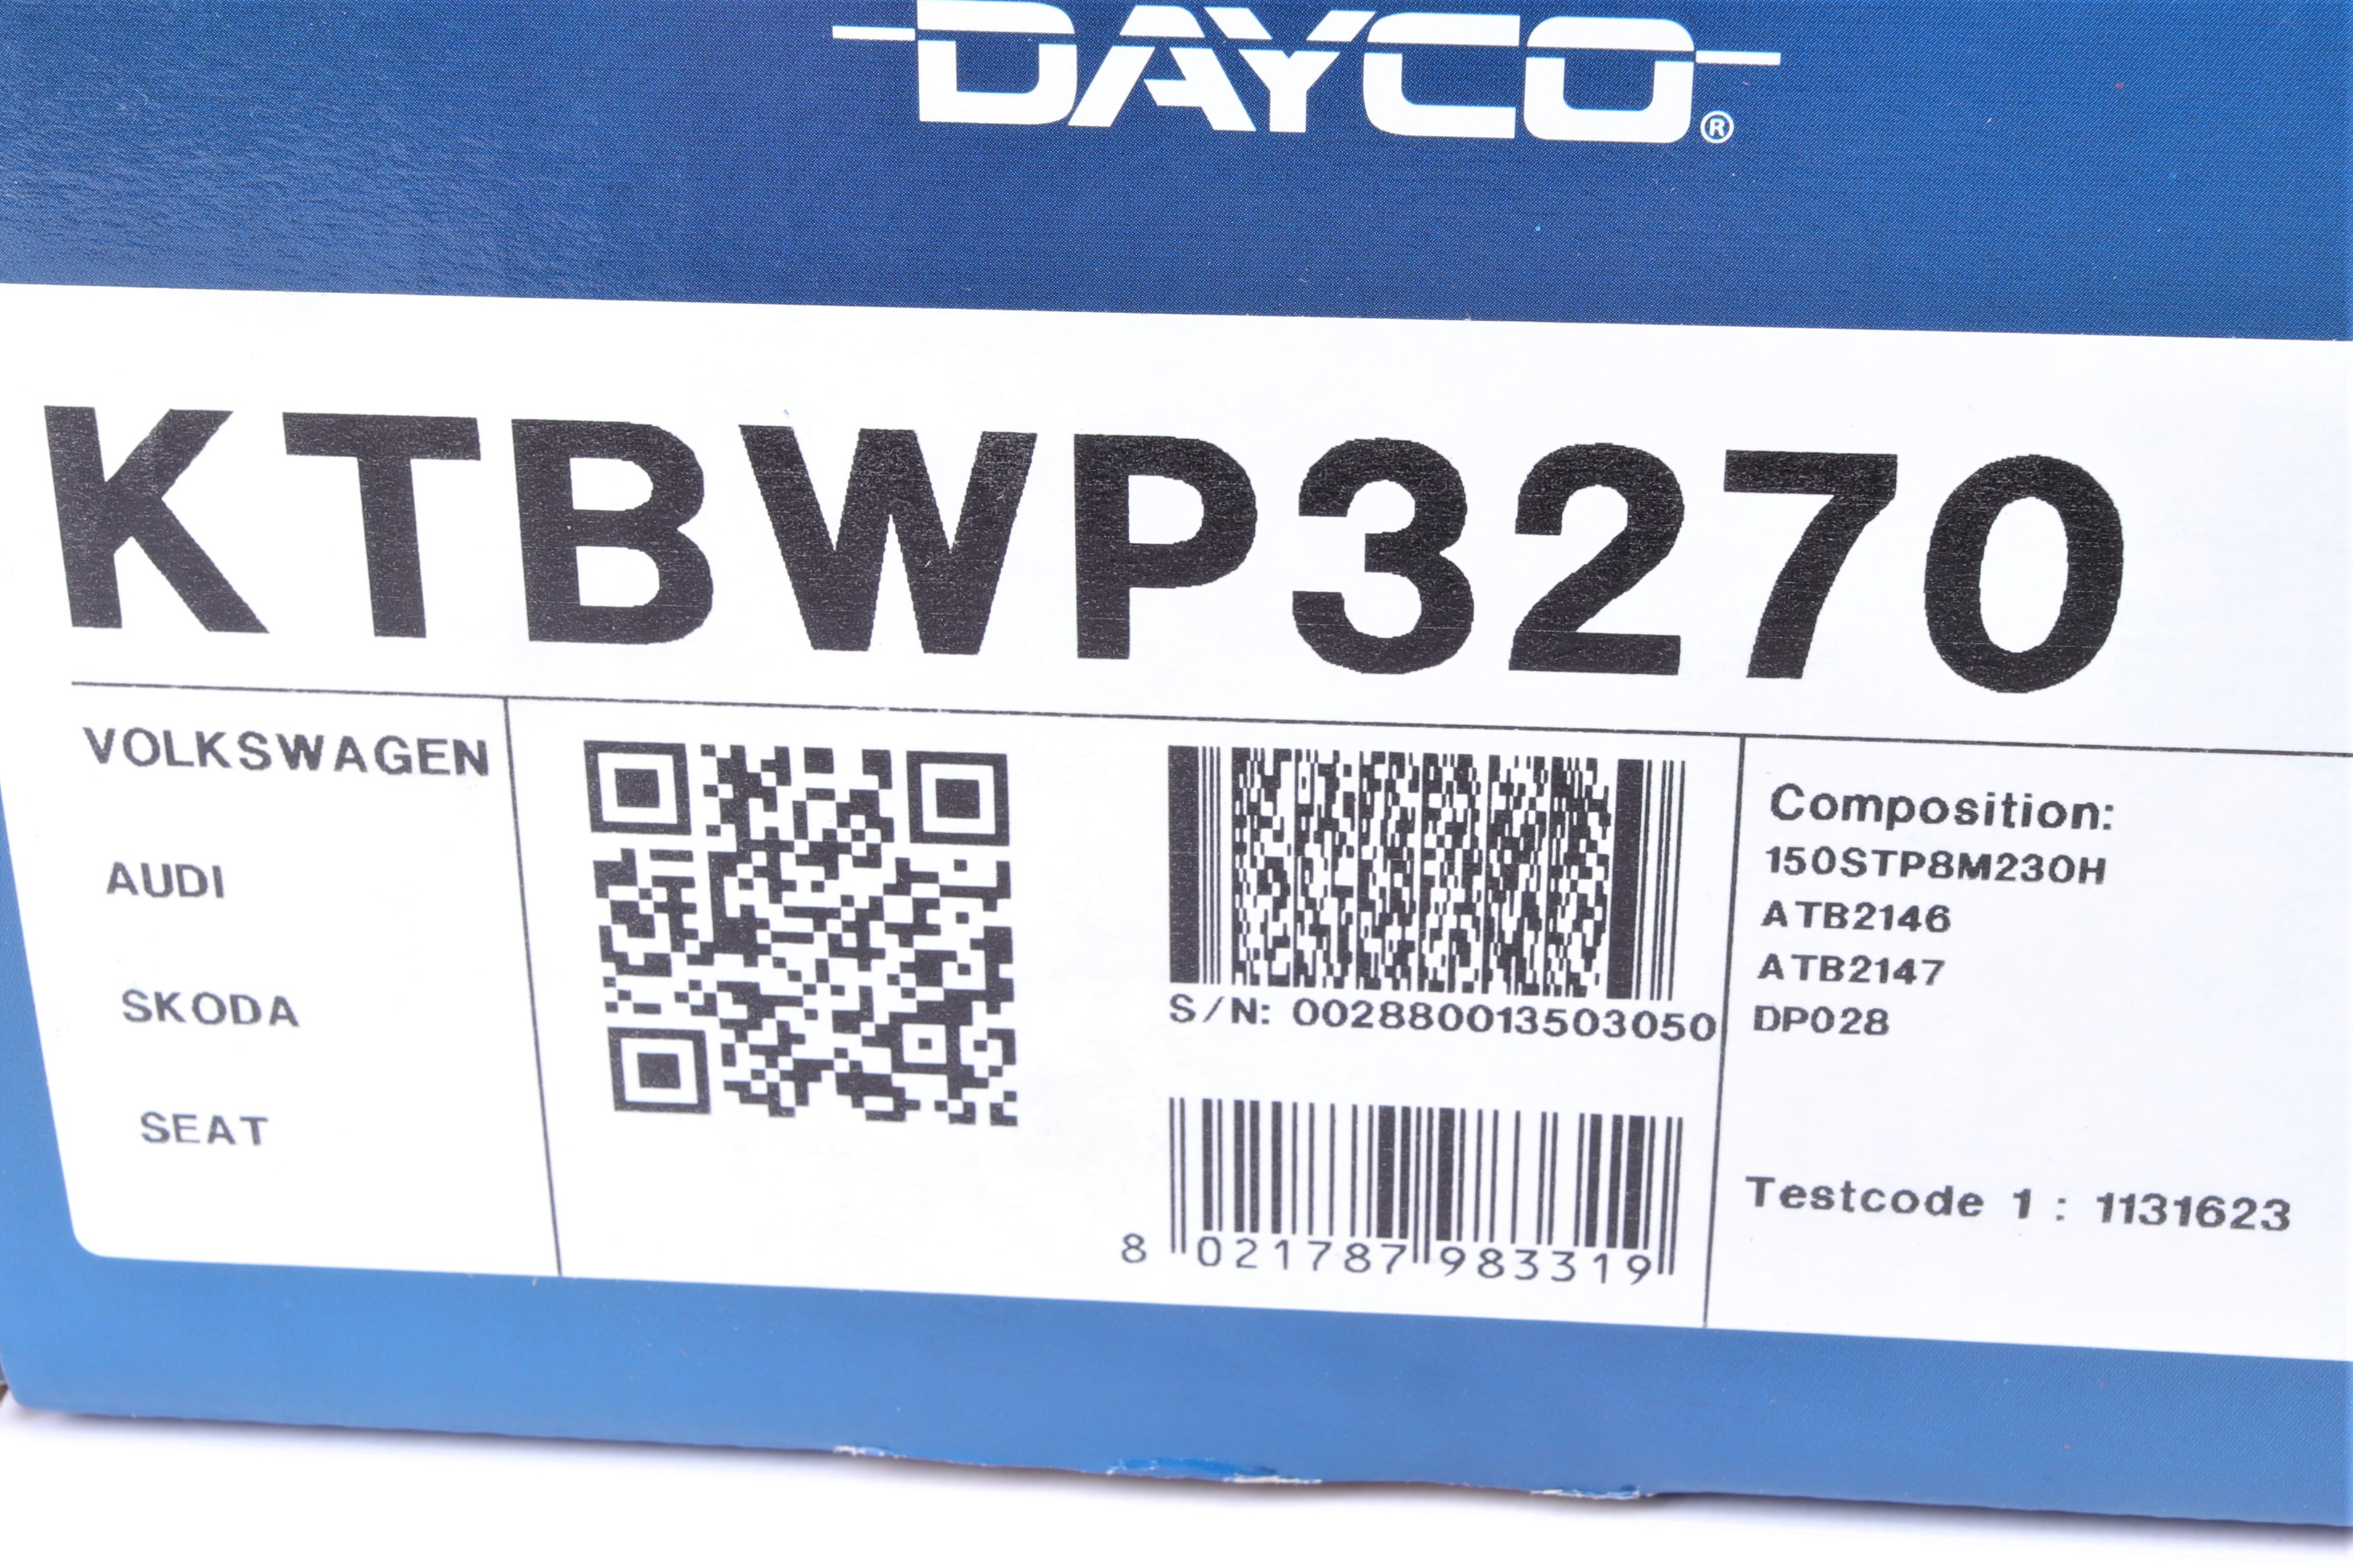 DAYCO®
KTBWP3270
VOLKSWAGEN
AUDI
SKODA
SEAT
S/N: 002880013503050
8 021787 983319
Composition:
150STP8M230H
ATB2146
ATB2147
DP028
Testcode 1 : 1131623